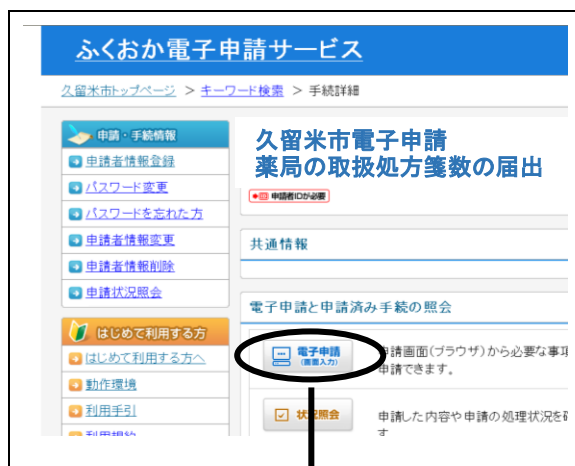 ふくおか電子申請サービス
久留米市トップページ > キーワード検索 > 手続詳細
申請・手続情報
申請者情報登録
パスワード変更
パスワードを忘れた方
申請者情報変更
申請者情報削除
申請状況照会
はじめて利用する方
はじめて利用する方へ
動作環境
利用手引
利用規約
久留米市電子申請
薬局の取扱処方箋数の届出
申請者IDが必要
共通情報
電子申請と申請済み手続の照会
電子申請
(画面入力)
申請画面(ブラウザ)から必要な事項
申請できます。
状況照会
申請した内容や申請の処理状況を確
す